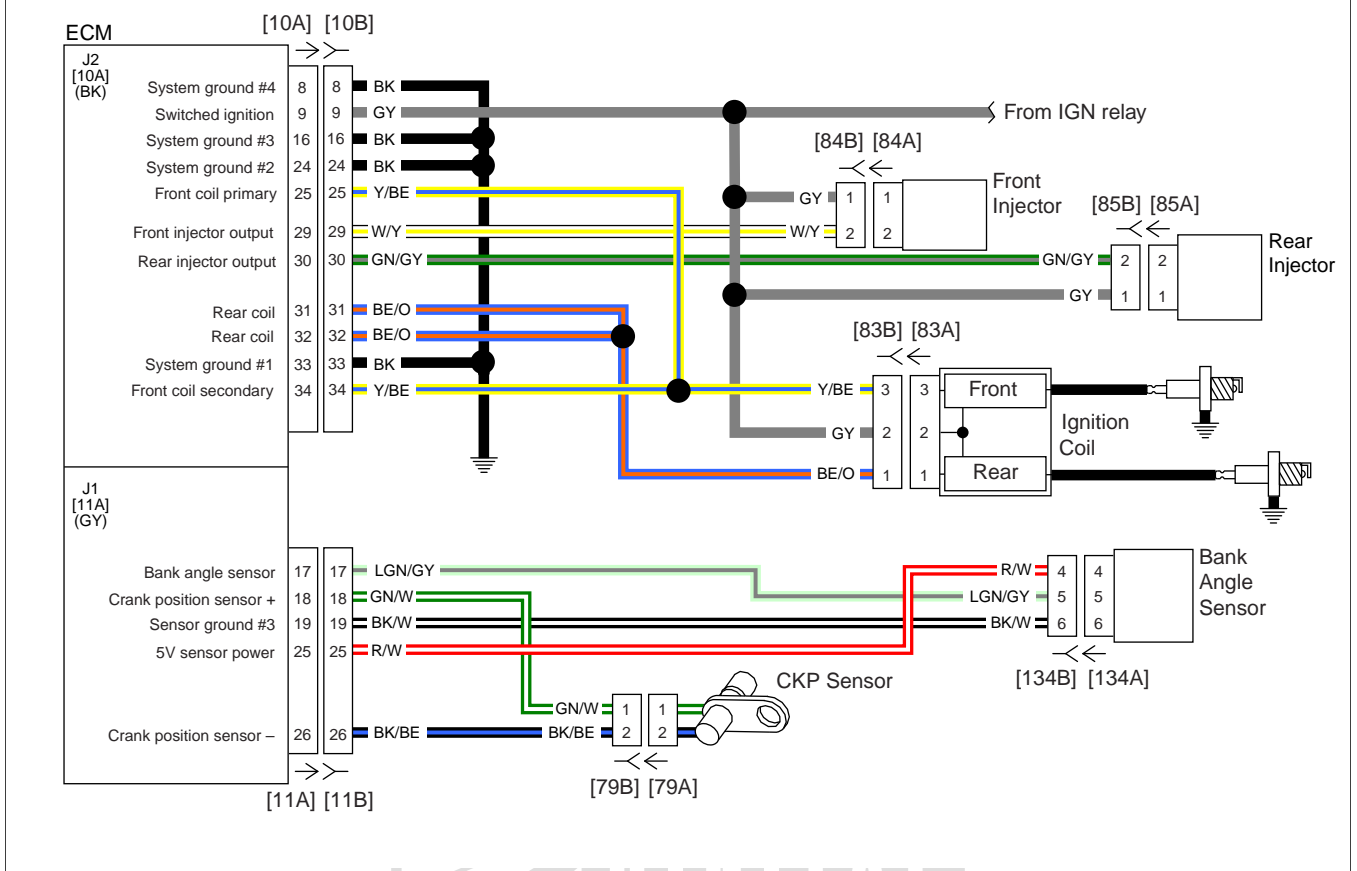 [10A] [10B]
ECM
J2
[10A]
(BK)
System ground #4 8 8 BK
Switched ignition 9 9 GY From IGN relay
System ground #3 16 16 BK
System ground #2 24 24 BK
Front coil primary 25 25 Y/BE
[84B] [84A]
GY 1 1
Front
Injector
Front injector output 29 29 W/Y W/Y 2 2
[85B] [85A]
Rear injector output 30 30 GN/GY GN/GY 2 2
Rear
Injector
GY 1 1
Rear coil 31 31 BE/O
Rear coil 32 32 BE/O
[83B] [83A]
System ground #1 33 33 BK
Front coil secondary 34 34 Y/BE Y/BE 3 3 Front
GY 2 2
Ignition
Coil
BE/O 1 1 Rear
J1
[11A]
(GY)
Bank angle sensor 17 17 LGN/GY R/W 4 4
Bank
Angle
Sensor
Crank position sensor + 18 18 GN/W LGN/GY 5 5
Sensor ground #3 19 19 BK/W BK/W 6 6
5V sensor power 25 25 R/W
[134B] [134A]
CKP Sensor
GN/W 1 1
Crank position sensor – 26 26 BK/BE BK/BE 2 2
[79B] [79A]
[11A] [11B]